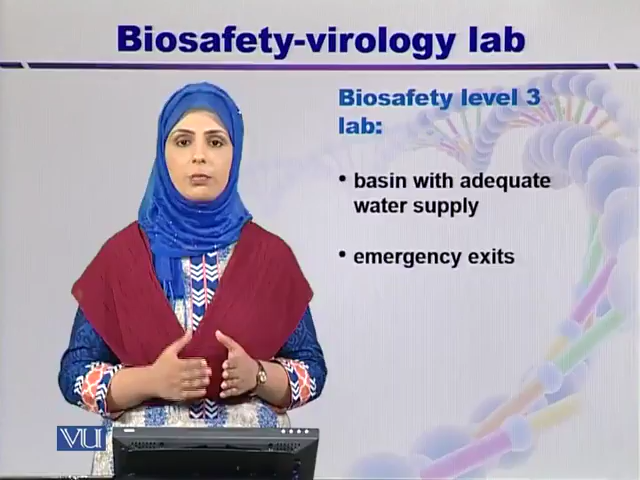 Biosafety-virology lab
Biosafety level 3
lab:
• basin with adequate
water supply
• emergency exits
VU